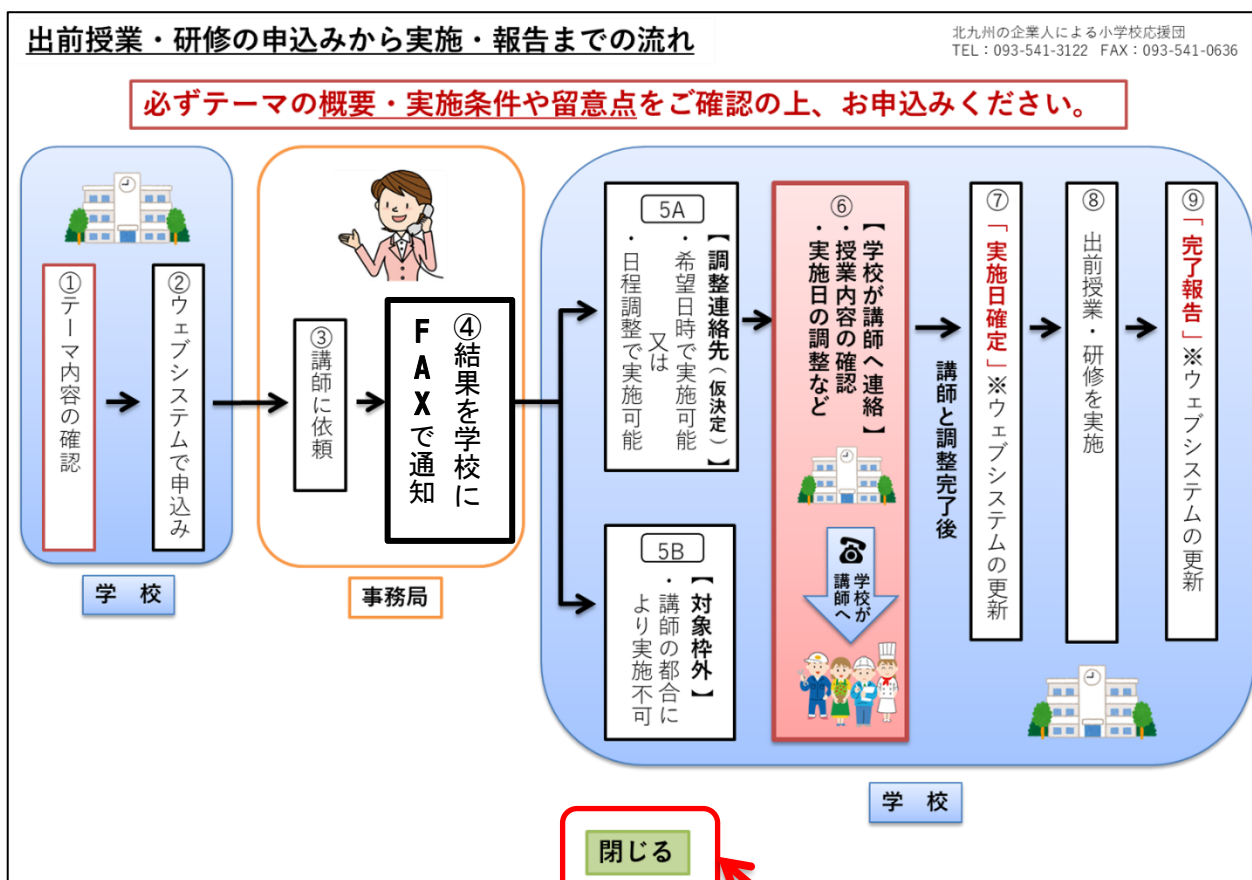 出前授業・研修の申込みから実施・報告までの流れ
北九州の企業人による小学校応援団
TEL：093-541-3122 FAX：093-541-0636
必ずテーマの概要・実施条件や留意点をご確認の上、お申込みください。
①テーマ内容の確認
②ウェブシステムで申込み
学 校
③講師に依頼
④結果を学校に
FAXで通知
事務局
5A
【調整連絡先（仮決定）】
・希望日時で実施可能
又は
・日程調整で実施可能
5B
【対象枠外】
・講師の都合に
より実施不可
⑥
【学校が講師へ連絡】
・授業内容の確認
・実施日の調整など
学校が
講師へ
講師と調整完了後
⑦「実施日確定」※ウェブシステムの更新
⑧出前授業・研修を実施
⑨「完了報告」※ウェブシステムの更新
学 校
閉じる